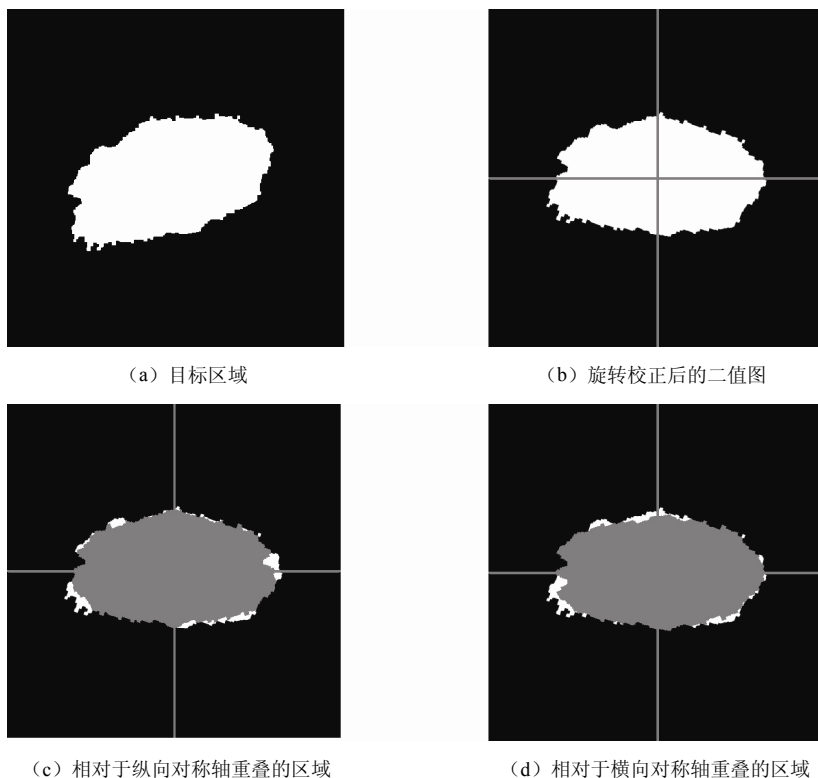 （a）目标区域
（b）旋转校正后的二值图
（c）相对于纵向对称轴重叠的区域
（d）相对于横向对称轴重叠的区域